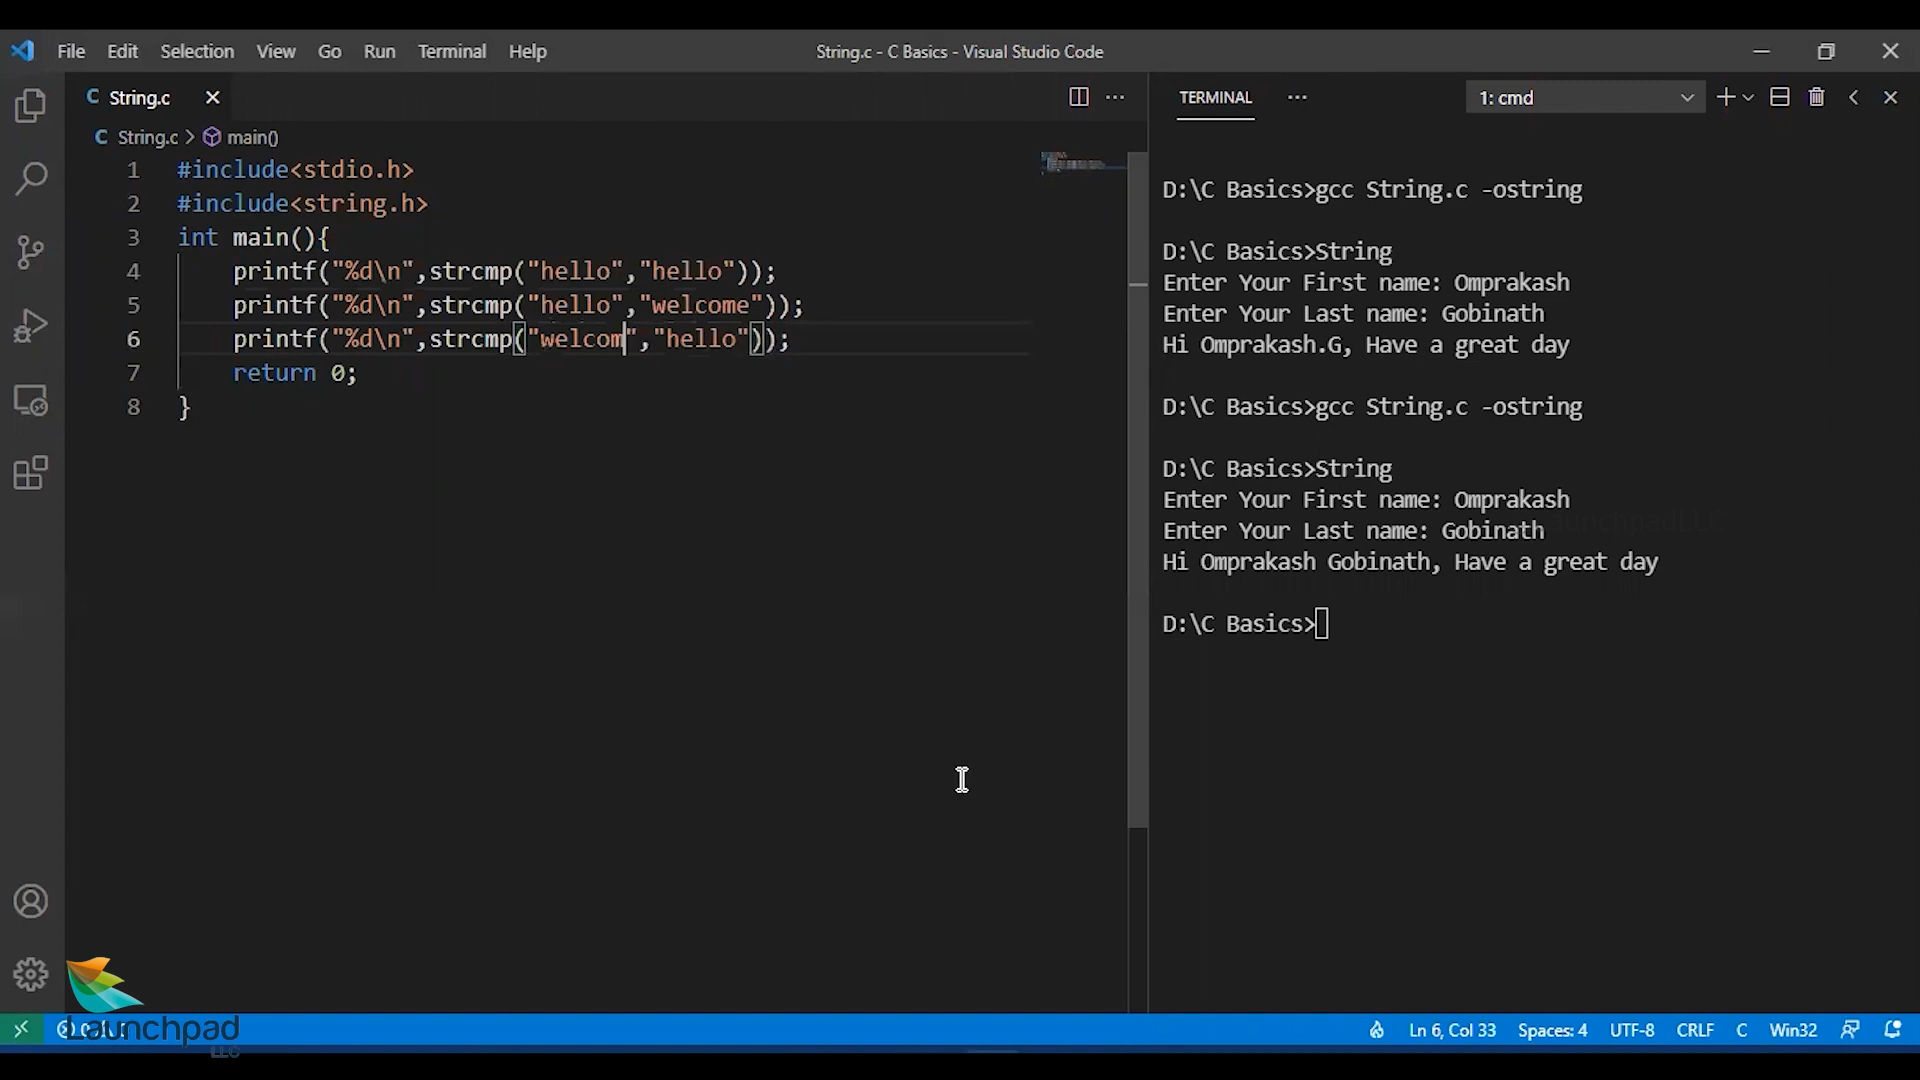 File Edit Selection View Go Run Terminal Help
String.c - C Basics - Visual Studio Code
C String.c
C String.c > main()
1 #include<stdio.h>
2 #include<string.h>
3 int main(){
4 printf("%d\n",strcmp("hello","hello"));
5 printf("%d\n",strcmp("hello","welcome"));
6 printf("%d\n",strcmp("welcom","hello"));
7 return 0;
8 }
TERMINAL
1: cmd
D:\C Basics>gcc String.c -ostring
D:\C Basics>String
Enter Your First name: Omprakash
Enter Your Last name: Gobinath
Hi Omprakash.G, Have a great day
D:\C Basics>gcc String.c -ostring
D:\C Basics>String
Enter Your First name: Omprakash
Enter Your Last name: Gobinath
Hi Omprakash Gobinath, Have a great day
D:\C Basics>
Launchpad
LLC
Ln 6, Col 33 Spaces: 4 UTF-8 CRLF C Win32